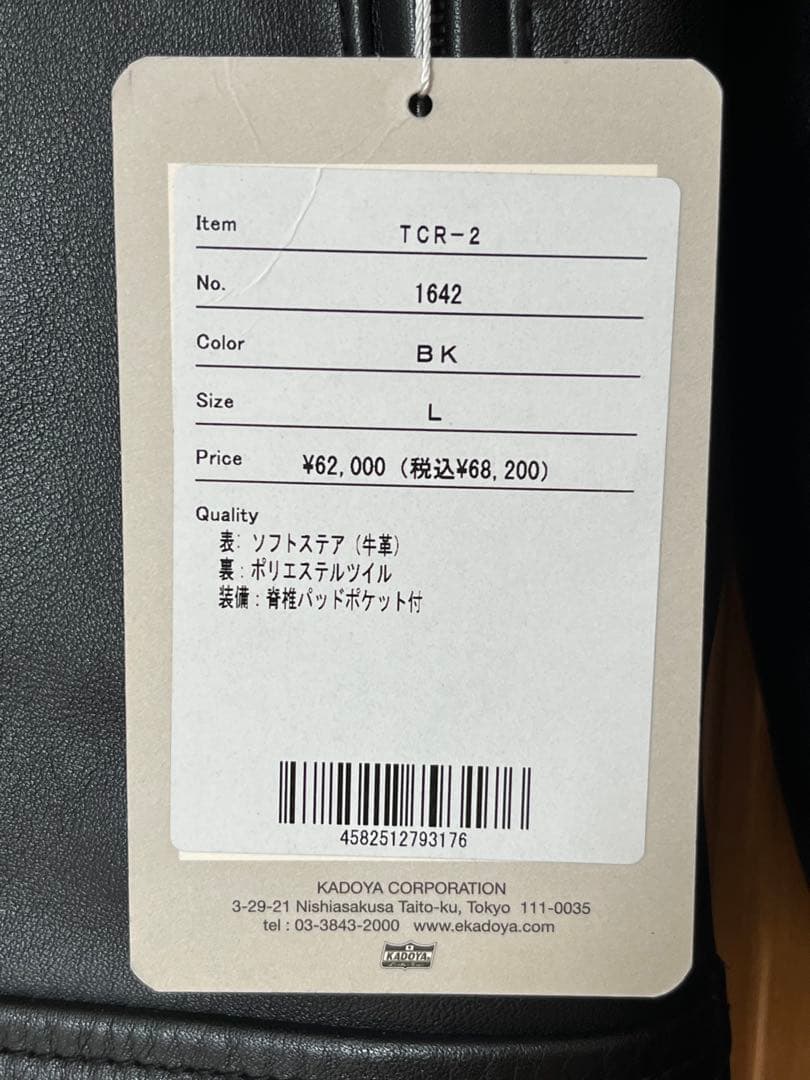 Item TCR-2
No. 1642
Color BK
Size L
Price ¥62,000 (税込¥68,200)
Quality
表: ソフトステア (牛革)
裏:ポリエステルツイル
装備:脊椎パッドポケット付
4582512793176
KADOYA CORPORATION
3-29-21 Nishiasakusa Taito-ku, Tokyo 111-0035
tel : 03-3843-2000 www.ekadoya.com
KADOYA